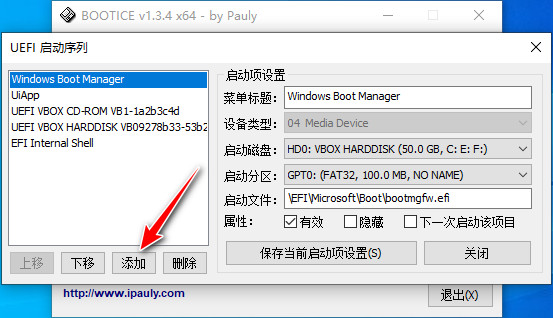 BOOTICE v1.3.4 x64 - by Pauly
UEFI 启动序列
Windows Boot Manager
UiApp
UEFI VBOX CD-ROM VB1-1a2b3c4d
UEFI VBOX HARDDISK VB09278b33-53b2
EFI Internal Shell
上移
下移
添加
删除
启动项设置
菜单标题: Windows Boot Manager
设备类型: 04 Media Device
启动磁盘: HD0: VBOX HARDDISK (50.0 GB, C: E: F:)
启动分区: GPT0: (FAT32, 100.0 MB, NO NAME)
启动文件: \EFI\Microsoft\Boot\bootmgfw.efi
属性: 有效 隐藏 下一次启动该项目
保存当前启动项设置(S)
关闭
http://www.ipauly.com
退出(X)